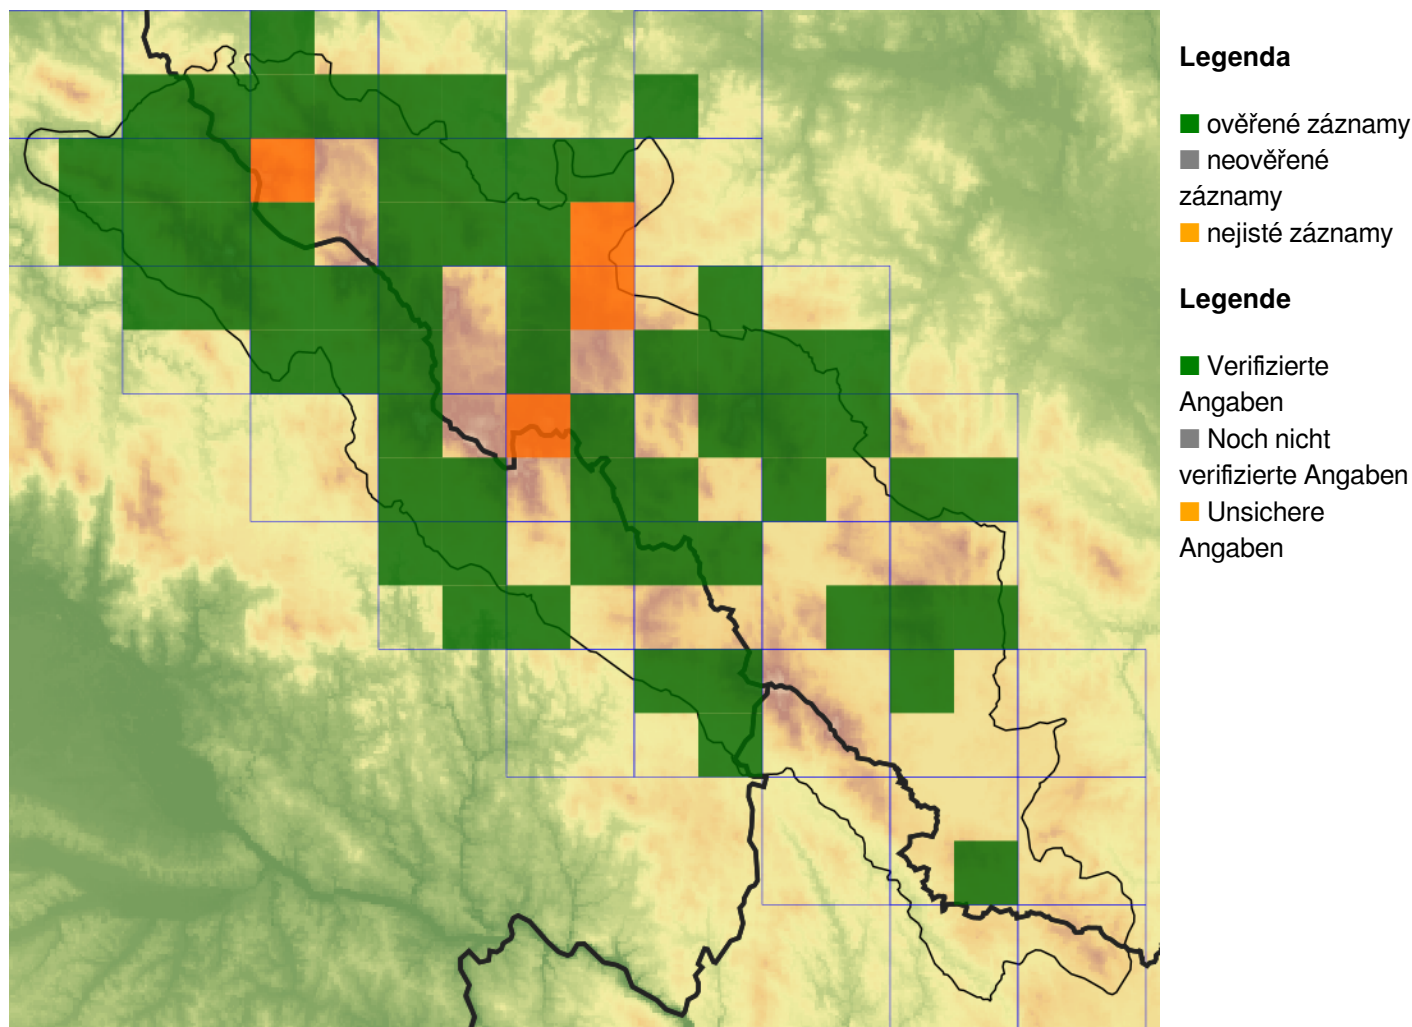 Legenda
ověřené záznamy
neověřené
záznamy
nejisté záznamy
Legende
Verifizierte
Angaben
Noch nicht
verifizierte Angaben
Unsichere
Angaben